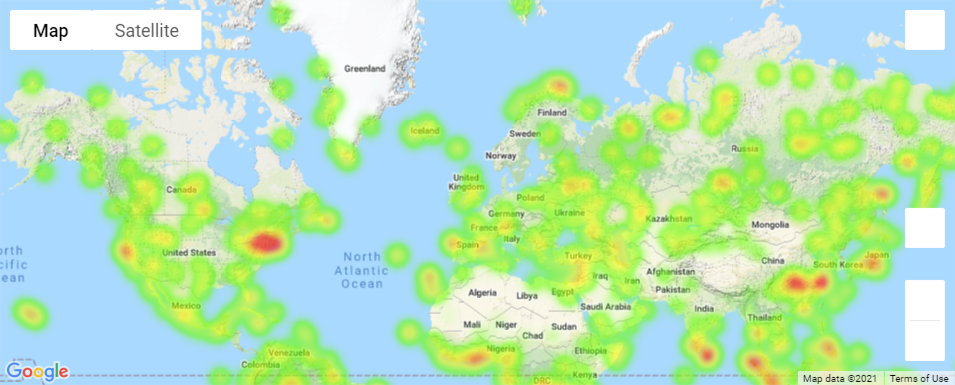 Map Satellite
Greenland
Iceland
Finland
Sweden
Norway
Russia
United
Kingdom
Canada
Poland
Germany
Ukraine
Kazakhstan
Mongolia
France
Italy
Spain
United States
North
Atlantic
Ocean
Turkey
China
Japan
South Korea
Iraq
Iran
Afghanistan
Pakistan
Algeria
Libya
Egypt
Saudi Arabia
India
Thailand
Mexico
Mali
Niger
Chad
Sudan
Nigeria
Ethiopia
Venezuela
Colombia
Kenya
DRC
orth
cific
ean
Google
Map data ©2021 Terms of Use